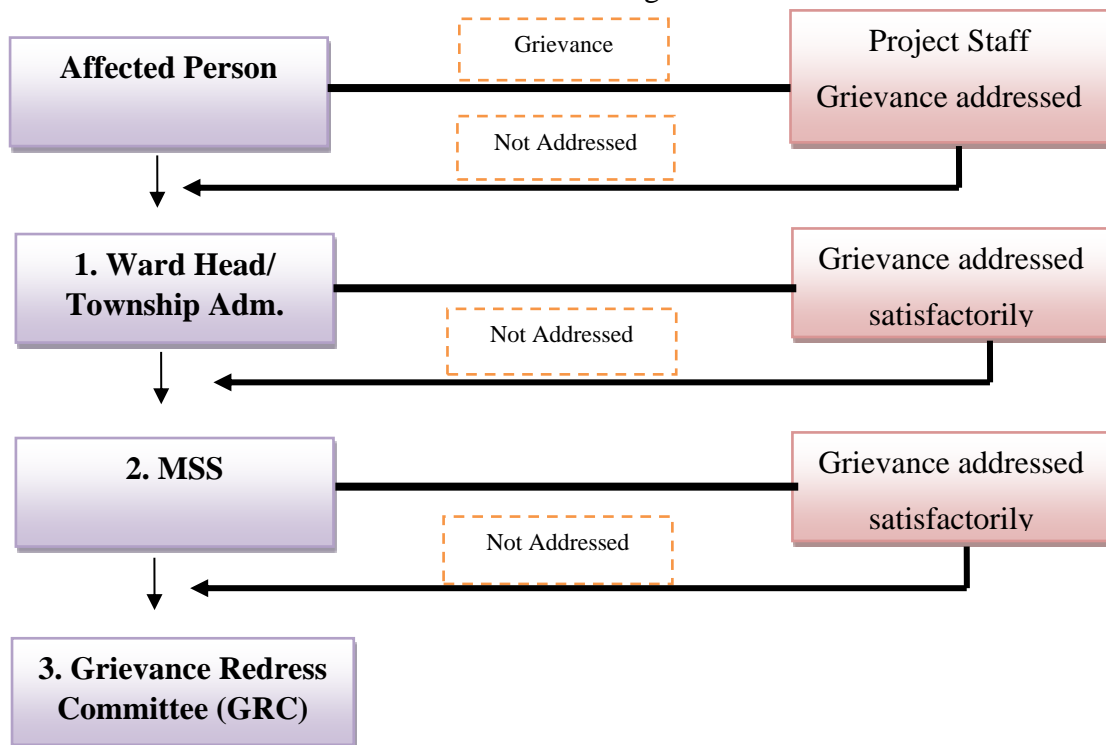 Grievance
Affected Person
Project Staff
Grievance addressed
Not Addressed
1. Ward Head/
Township Adm.
Grievance addressed
satisfactorily
Not Addressed
2. MSS
Grievance addressed
satisfactorily
Not Addressed
3. Grievance Redress
Committee (GRC)